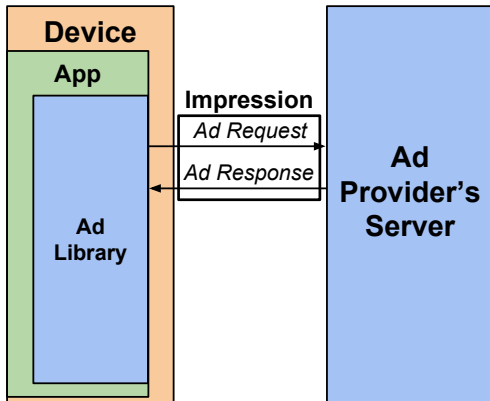 Device
App
Impression
Ad Request
Ad Response
Ad
Library
Ad
Provider's
Server